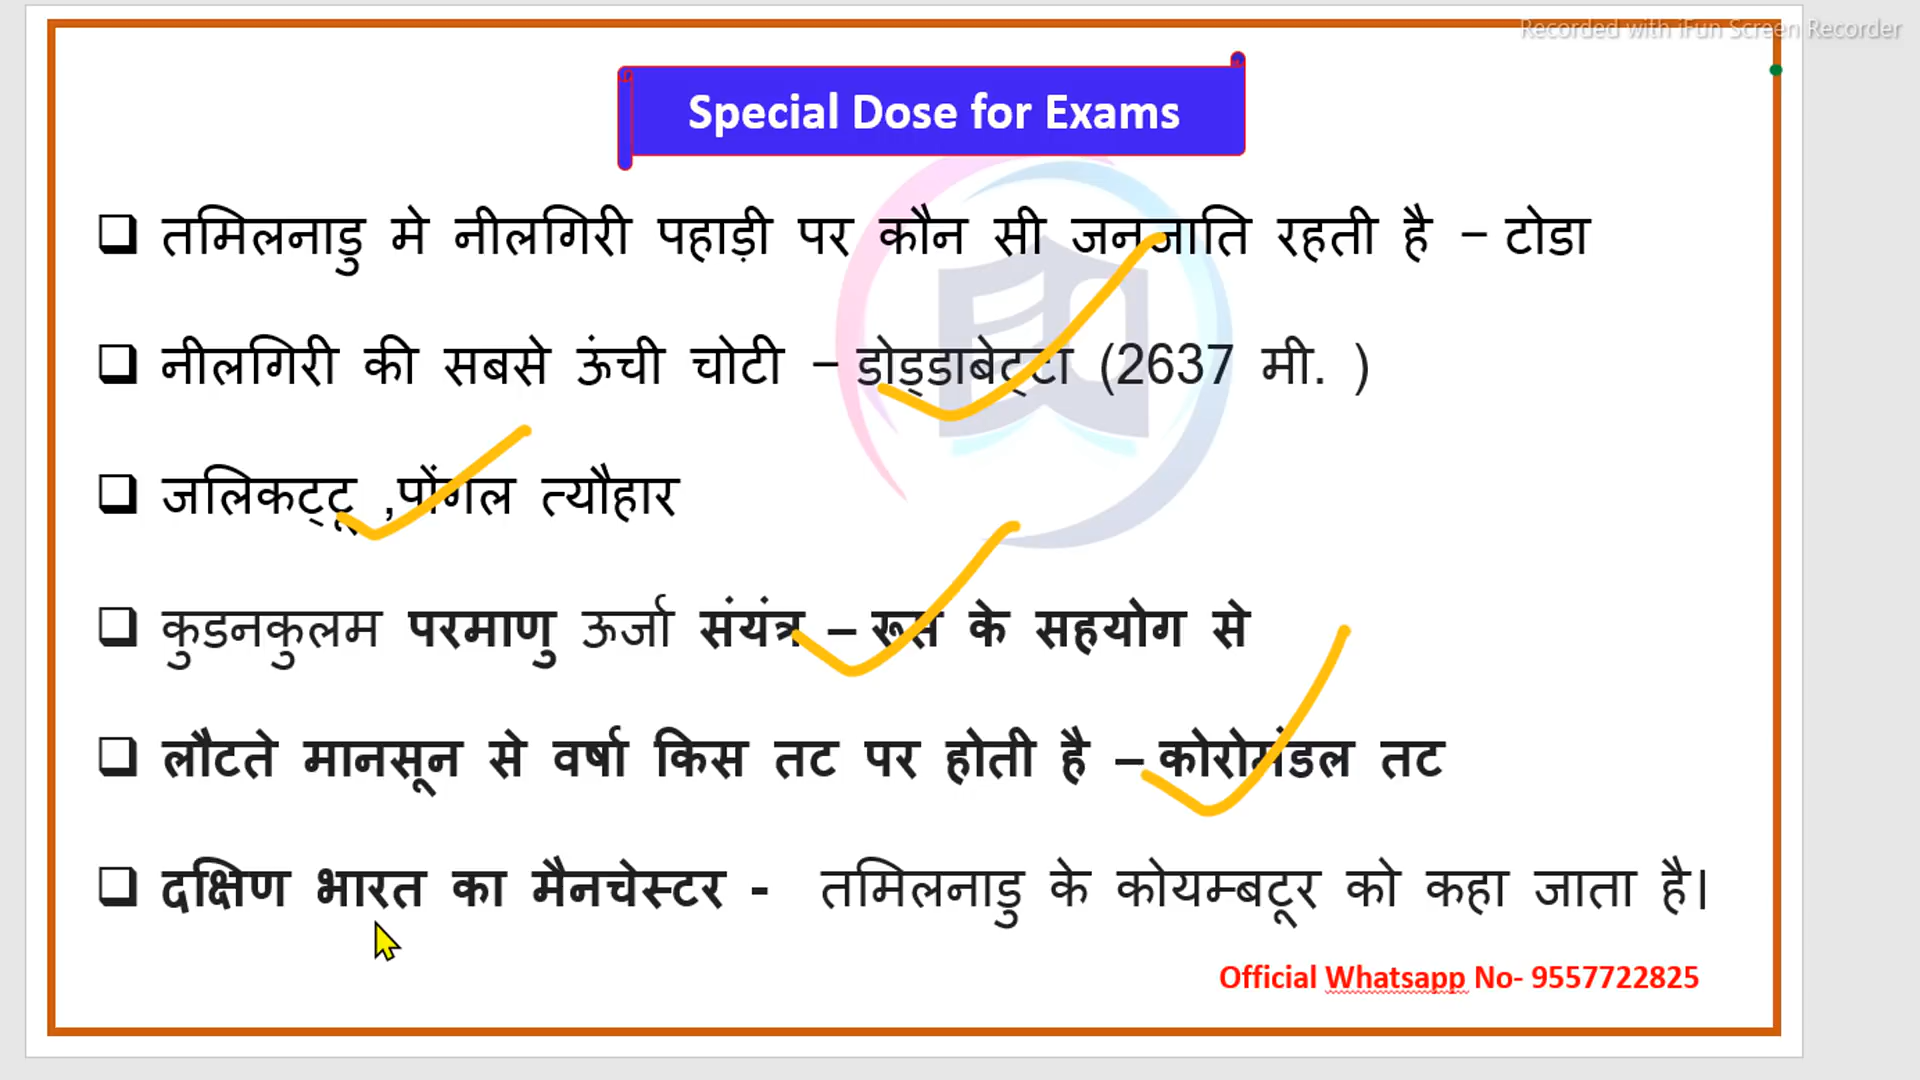 Recorded with iFun Screen Recorder
Special Dose for Exams
तमिलनाडु मे नीलगिरी पहाड़ी पर कौन सी जनजाति रहती है – टोडा
नीलगिरी की सबसे ऊंची चोटी – डोड्डाबेट्टा (2637 मी. )
जलिकट्टू ,पोंगल त्यौहार
कुडनकुलम परमाणु ऊर्जा संयंत्र – रूस के सहयोग से
लौटते मानसून से वर्षा किस तट पर होती है – कोरोमंडल तट
दक्षिण भारत का मैनचेस्टर - तमिलनाडु के कोयम्बटूर को कहा जाता है।
Official Whatsapp No- 9557722825